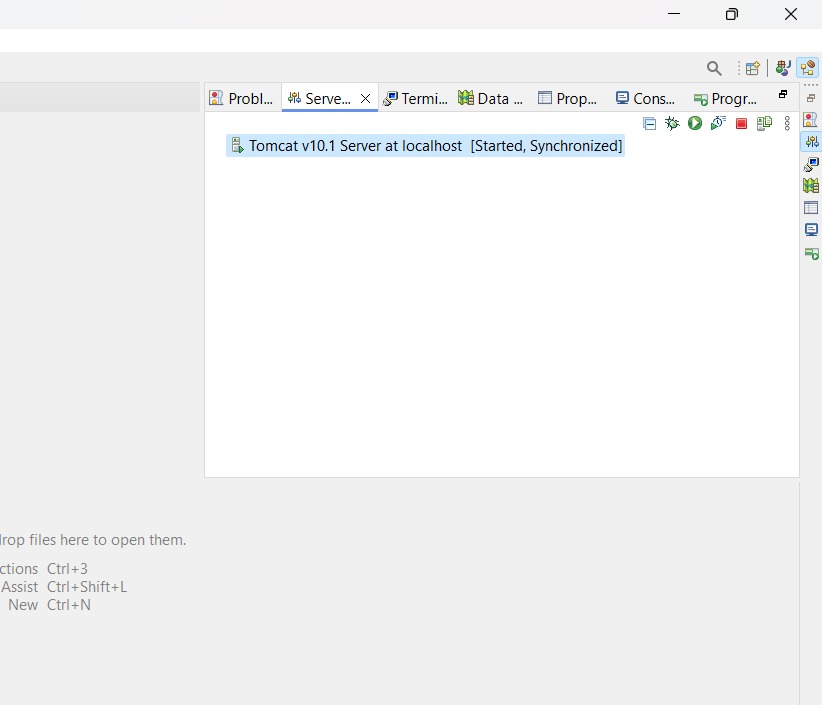 Probl...
Serve...
Termi...
Data ...
Prop...
Cons...
Progr...
Tomcat v10.1 Server at localhost [Started, Synchronized]
drop files here to open them.
ctions Ctrl+3
Assist Ctrl+Shift+L
New Ctrl+N